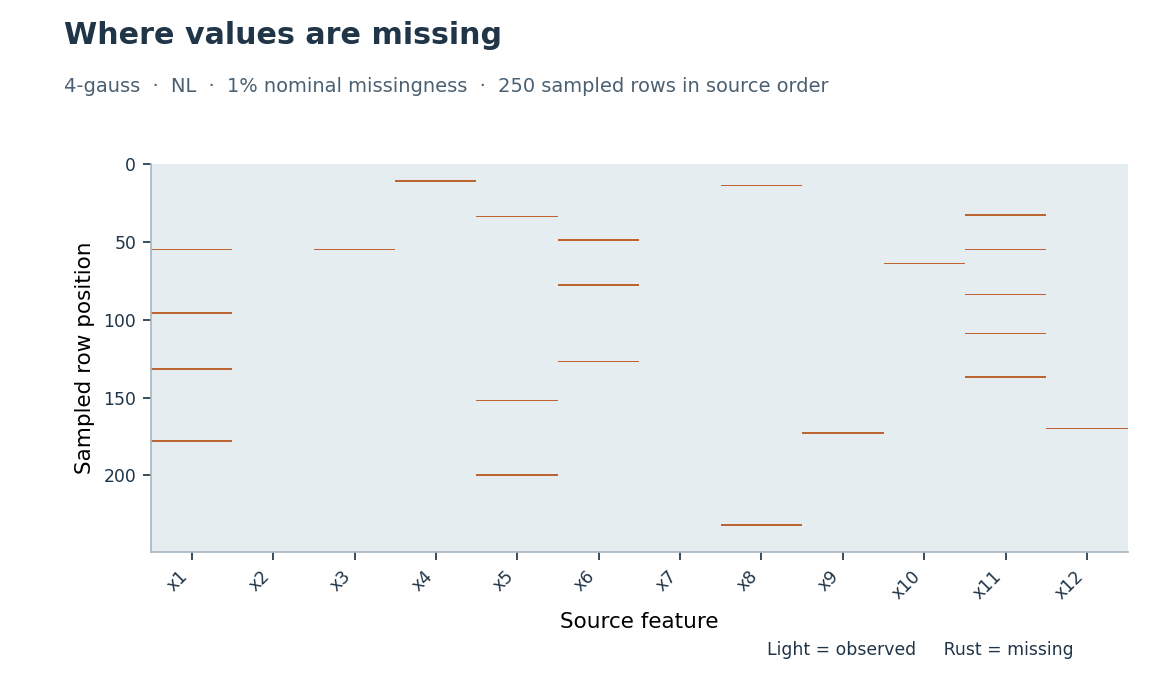 Where values are missing
4-gauss · NL · 1% nominal missingness · 250 sampled rows in source order
0
50
100
150
200
Sampled row position
x1 x2 x3 x4 x5 x6 x7 x8 x9 x10 x11 x12
Source feature
Light = observed Rust = missing